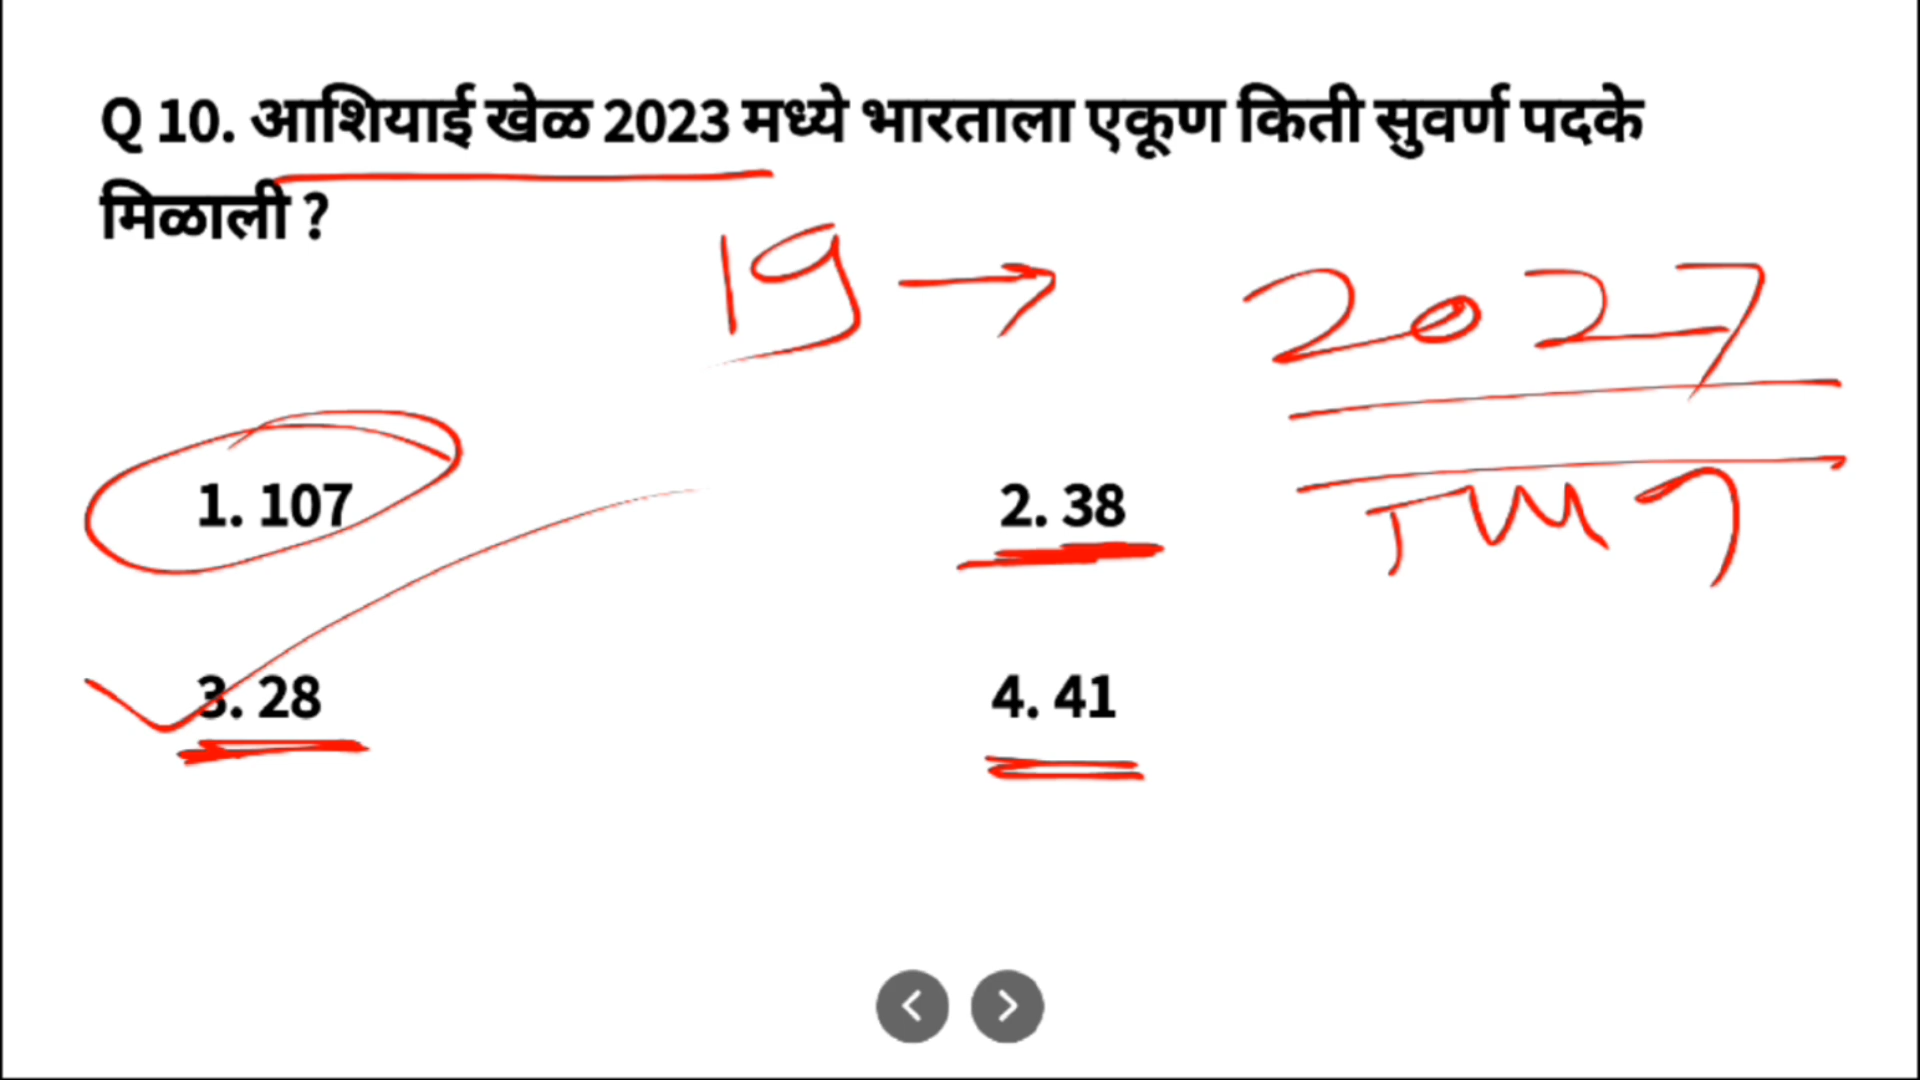 Q 10. आशियाई खेळ 2023 मध्ये भारताला एकूण किती सुवर्ण पदके
मिळाली ?
19 → 2027
1. 107
2. 38
3. 28
4. 41